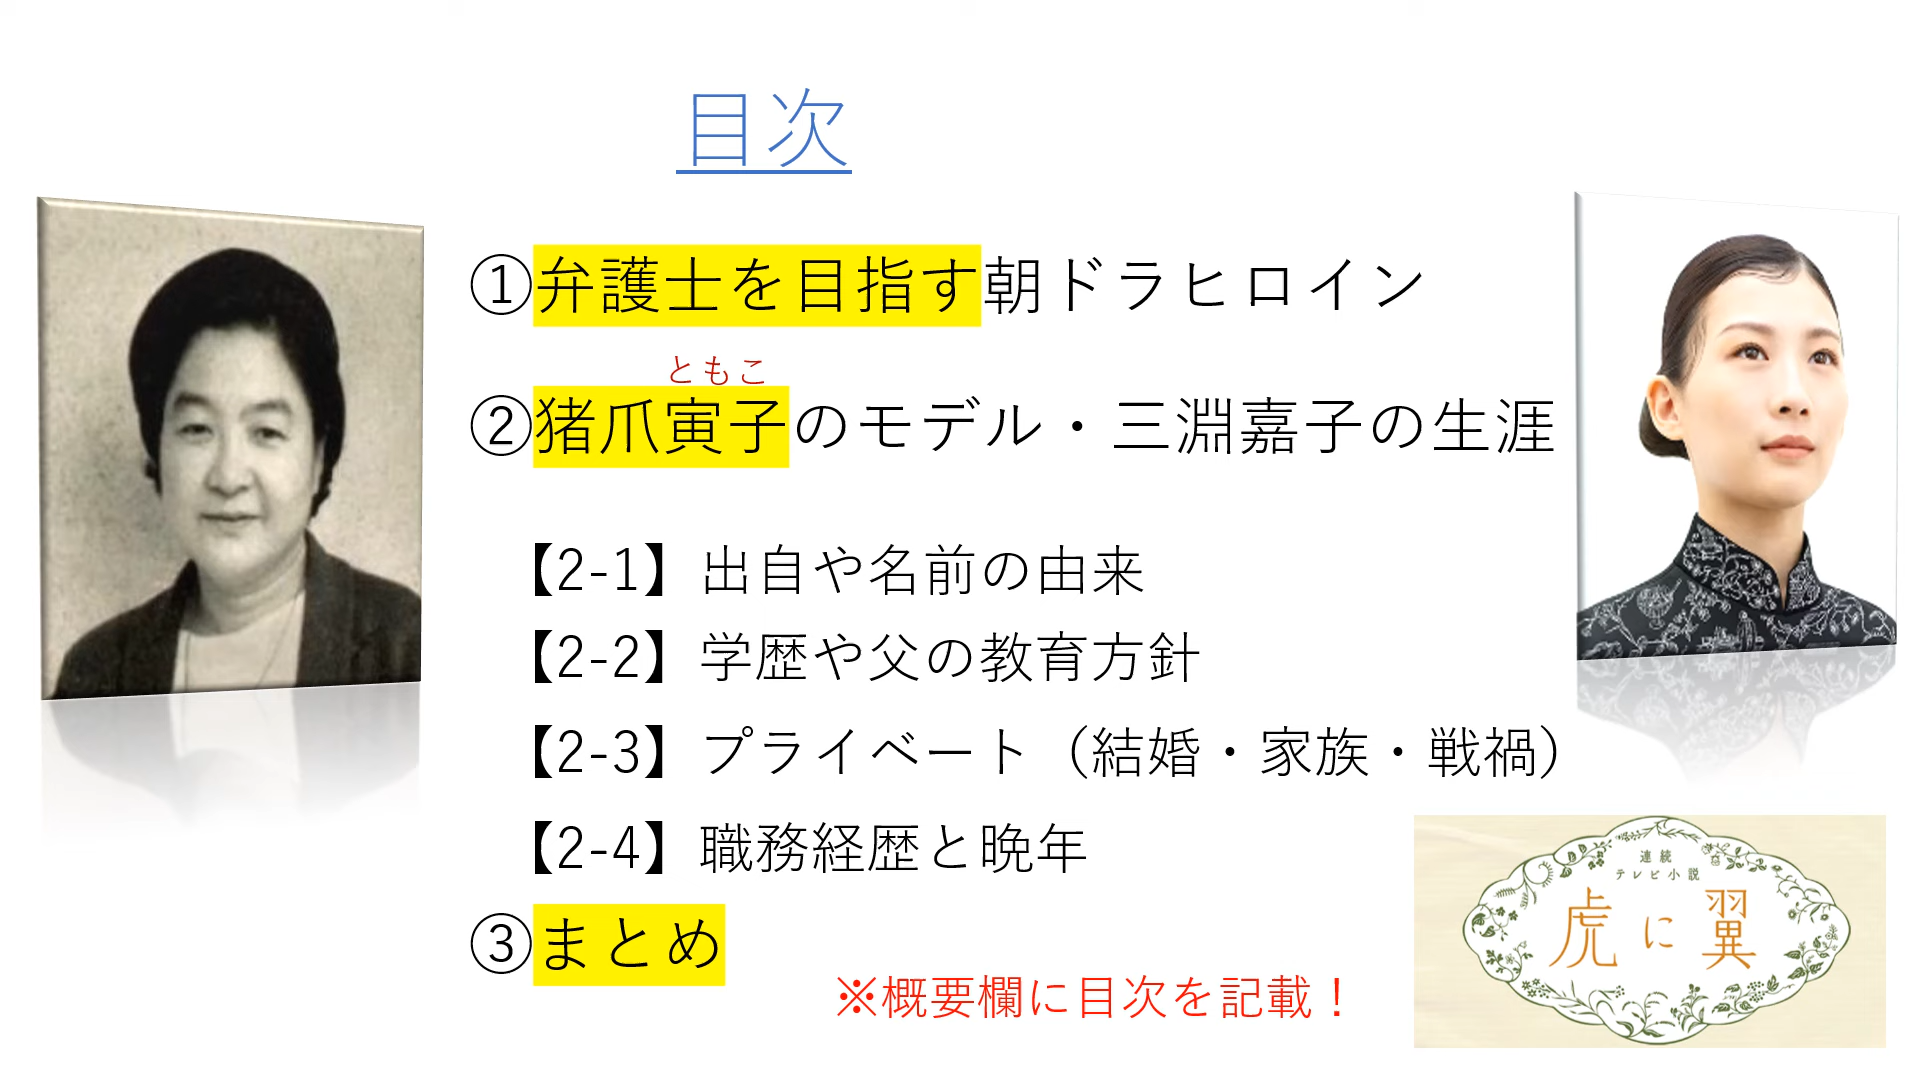 目次
①弁護士を目指す朝ドラヒロイン
ともこ
②猪爪寅子のモデル・三淵嘉子の生涯
【2-1】出自や名前の由来
【2-2】学歴や父の教育方針
【2-3】プライベート（結婚・家族・戦禍）
【2-4】職務経歴と晩年
③まとめ
※概要欄に目次を記載！
連続
テレビ小説
虎に翼